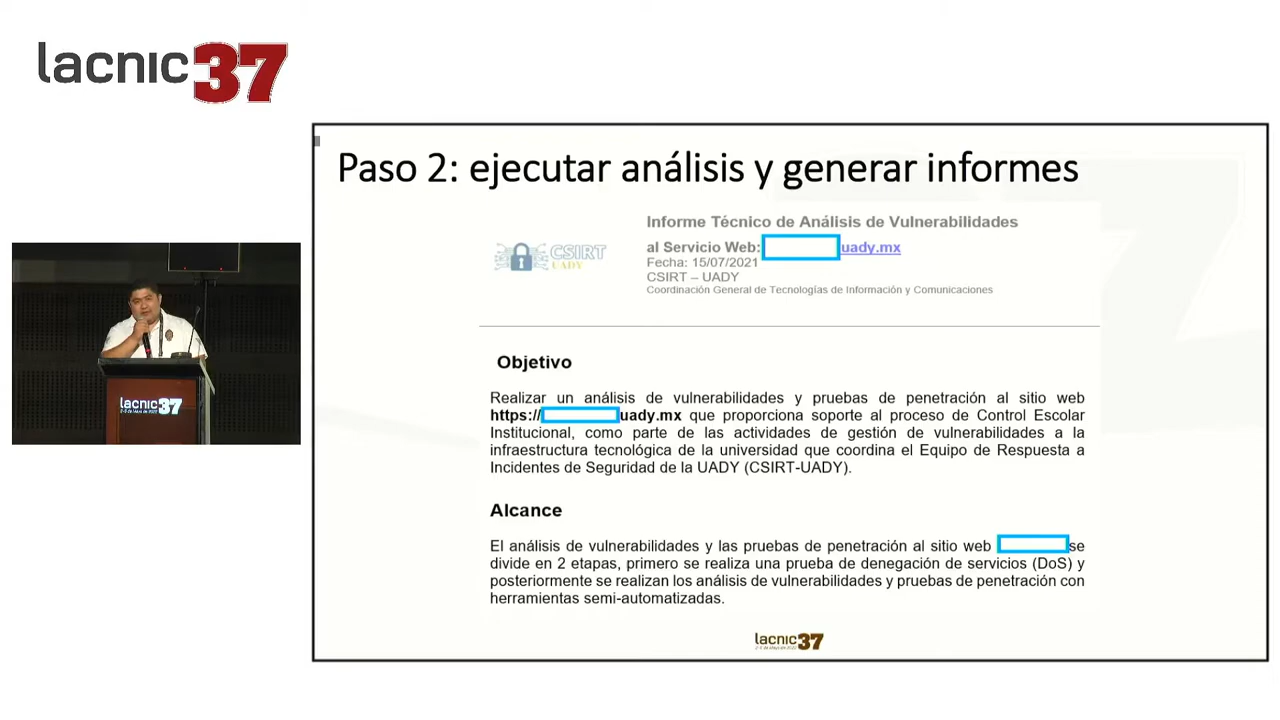 lacnic37
Paso 2: ejecutar análisis y generar informes
CSIRT
UADY
Informe Técnico de Análisis de Vulnerabilidades
al Servicio Web: uady.mx
Fecha: 15/07/2021
CSIRT – UADY
Coordinación General de Tecnologías de Información y Comunicaciones
Objetivo
Realizar un análisis de vulnerabilidades y pruebas de penetración al sitio web
https:// uady.mx que proporciona soporte al proceso de Control Escolar
Institucional, como parte de las actividades de gestión de vulnerabilidades a la
infraestructura tecnológica de la universidad que coordina el Equipo de Respuesta a
Incidentes de Seguridad de la UADY (CSIRT-UADY).
Alcance
El análisis de vulnerabilidades y las pruebas de penetración al sitio web se
divide en 2 etapas, primero se realiza una prueba de denegación de servicios (DoS) y
posteriormente se realizan los análisis de vulnerabilidades y pruebas de penetración con
herramientas semi-automatizadas.
lacnic37
lacnic37